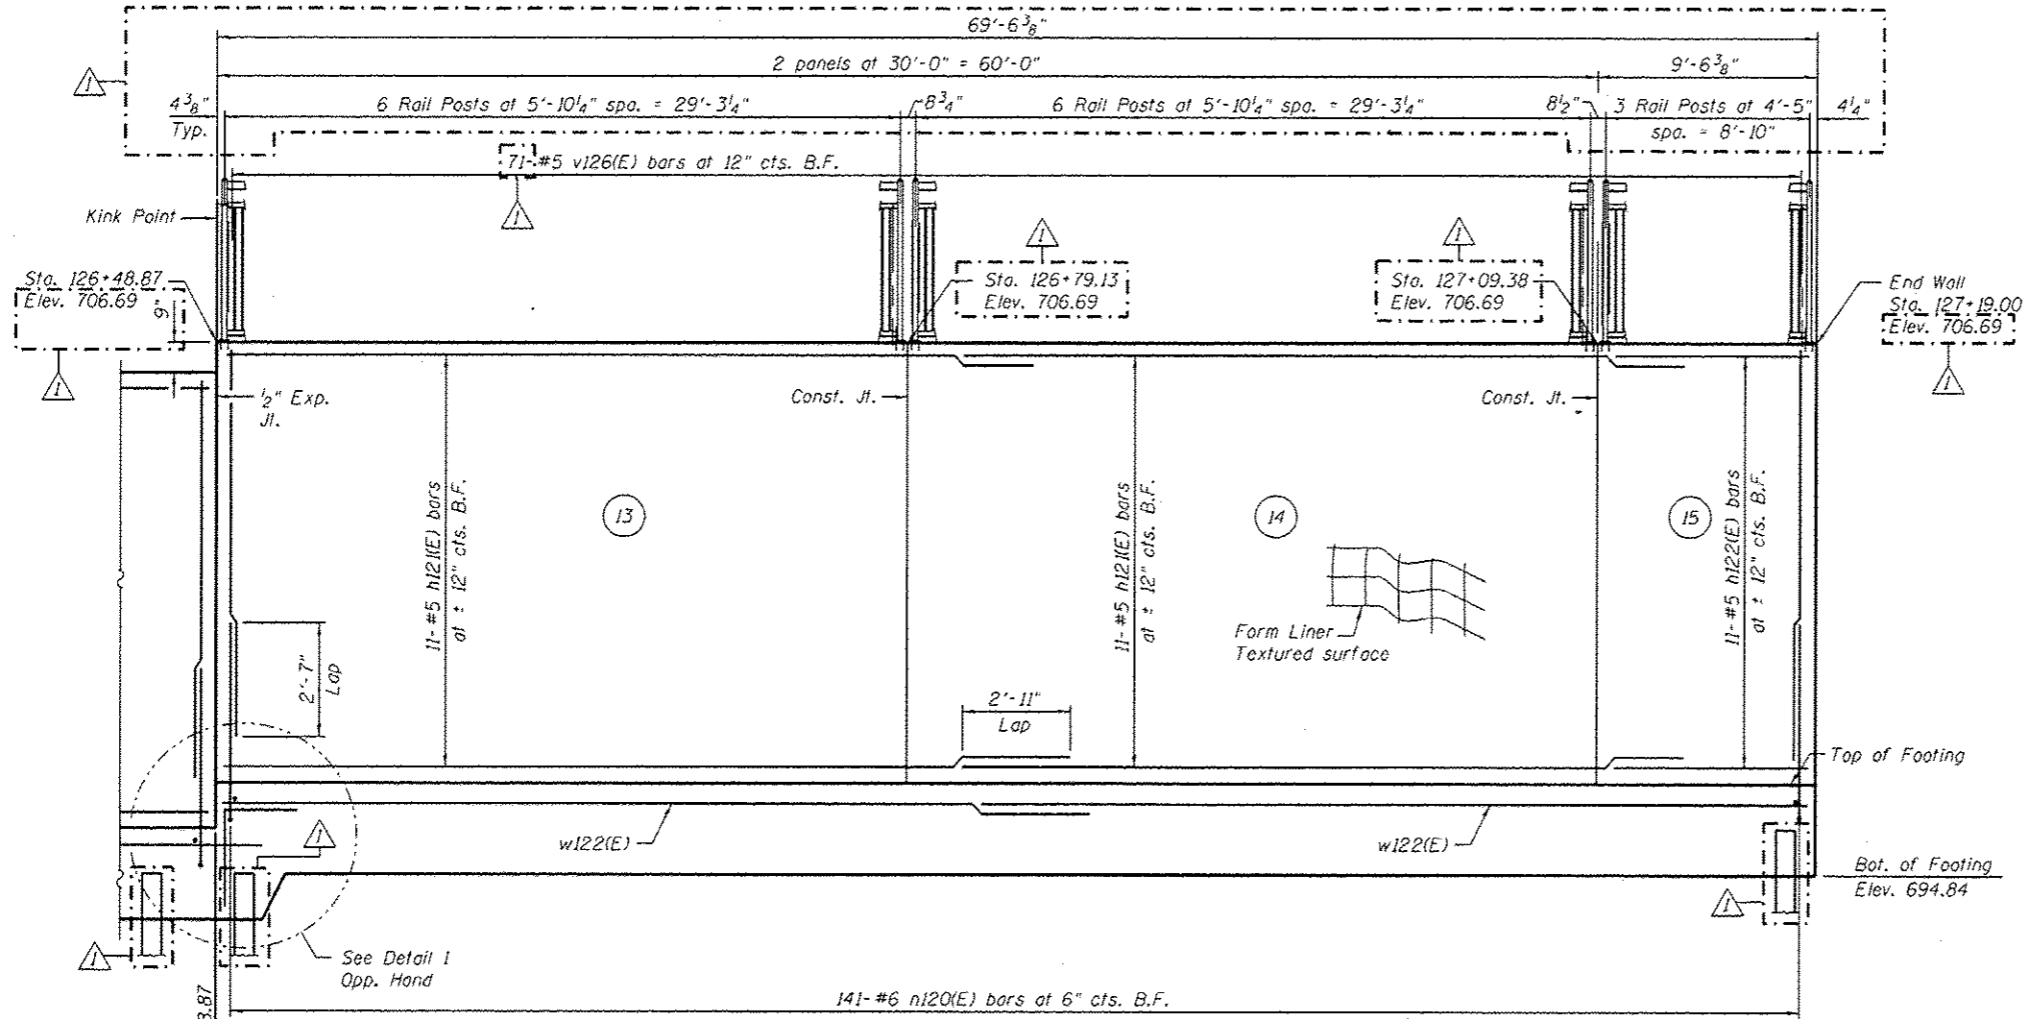 69'-6 3/8"
2 panels at 30'-0" = 60'-0"
9'-6 3/8"
4 3/8"
Typ.
6 Rail Posts at 5'-10 1/4" spa. = 29'-3 1/4"
8 3/4"
6 Rail Posts at 5'-10 1/4" spa. = 29'-3 1/4"
8 1/2"
3 Rail Posts at 4'-5"
spa. = 8'-10"
4 1/4"
1
71-#5 v126(E) bars at 12" cts. B.F.
1
Kink Point
Sta. 126+48.87
Elev. 706.69
9"
1
1
Sta. 126+79.13
Elev. 706.69
1
Sta. 127+09.38
Elev. 706.69
End Wall
Sta. 127+19.00
Elev. 706.69
1
1/2" Exp.
Jt.
Const. Jt.
Const. Jt.
11-#5 h121(E) bars
at ± 12" cts. B.F.
13
11-#5 h121(E) bars
at ± 12" cts. B.F.
14
11-#5 h122(E) bars
at ± 12" cts. B.F.
15
Form Liner
Textured surface
2'-7"
Lap
2'-11"
Lap
Top of Footing
w122(E)
w122(E)
1
Bot. of Footing
Elev. 694.84
1
1
See Detail 1
Opp. Hand
8.87
141-#6 n120(E) bars at 6" cts. B.F.